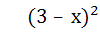 (3 – x)²